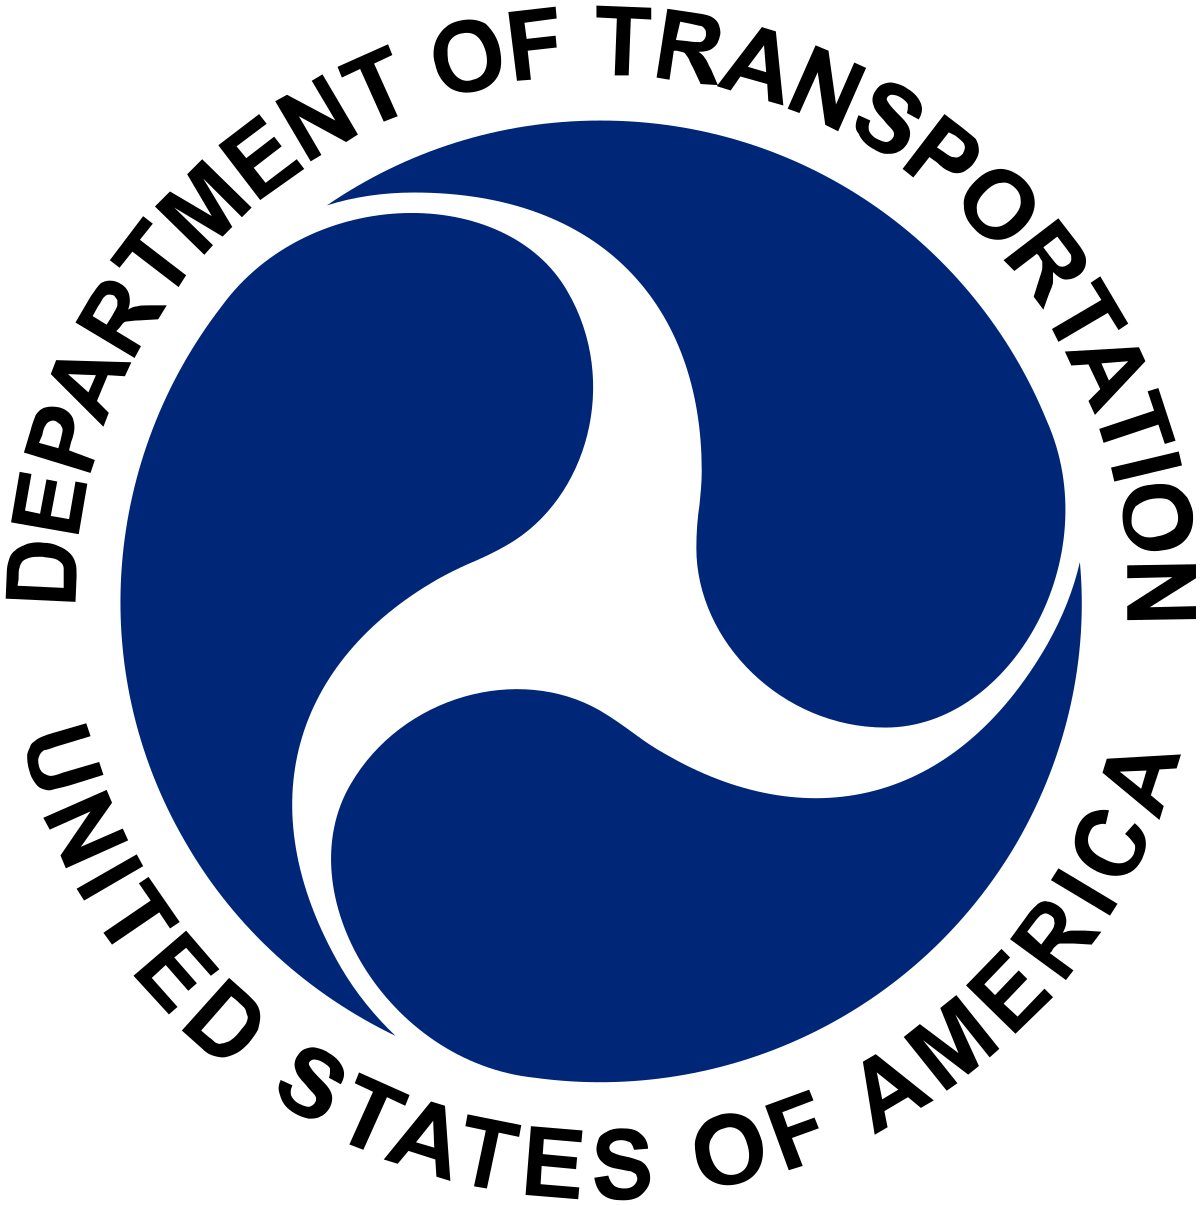 DEPARTMENT OF TRANSPORTATION
UNITED STATES OF AMERICA